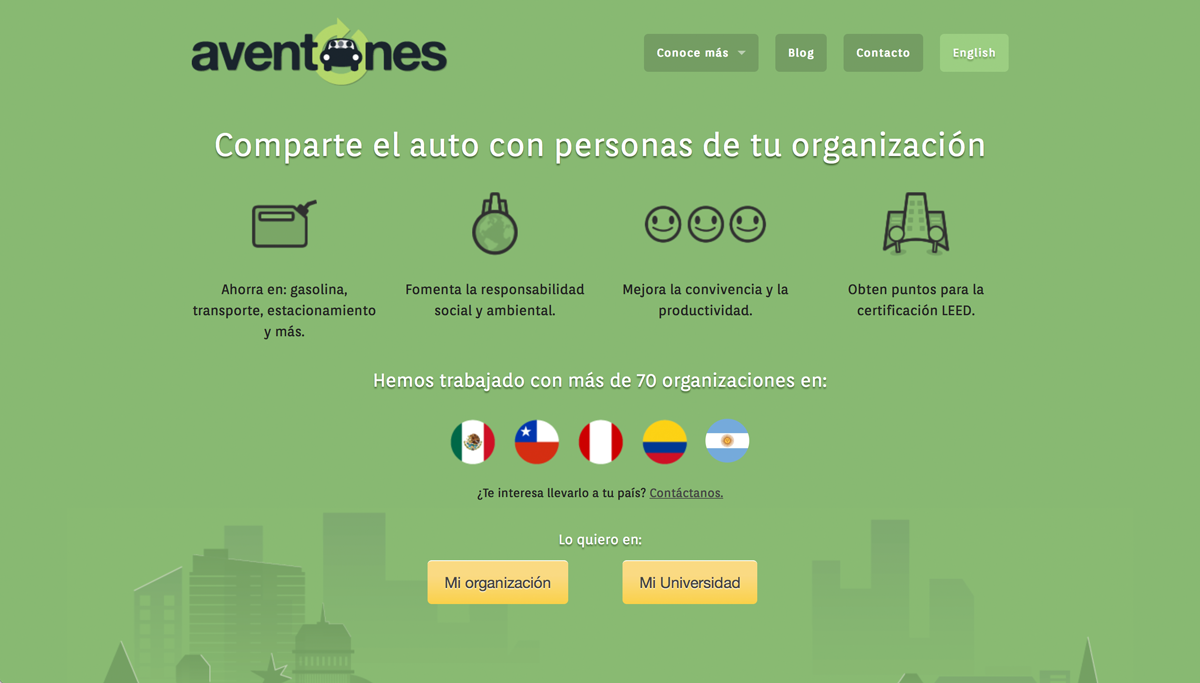 aventones
Conoce más
Blog
Contacto
English
Comparte el auto con personas de tu organización
Ahorra en: gasolina,
transporte, estacionamiento
y más.
Fomenta la responsabilidad
social y ambiental.
Mejora la convivencia y la
productividad.
Obten puntos para la
certificación LEED.
Hemos trabajado con más de 70 organizaciones en:
¿Te interesa llevarlo a tu país? Contáctanos.
Lo quiero en:
Mi organización
Mi Universidad